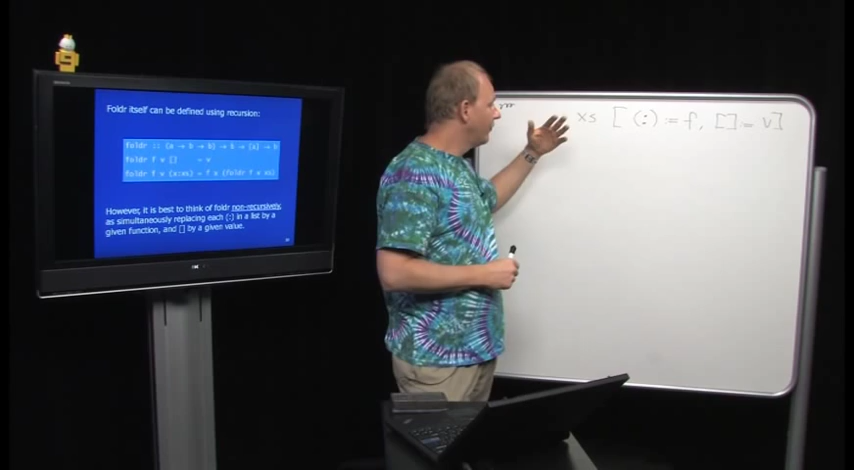 Foldr itself can be defined using recursion:
foldr :: (a → b → b) → b → [a] → b
foldr f v [] = v
foldr f v (x:xs) = f x (foldr f v xs)
However, it is best to think of foldr non-recursively,
as simultaneously replacing each (:) in a list by a
given function, and [] by a given value.
xs [ (:) := f, [] := v ]